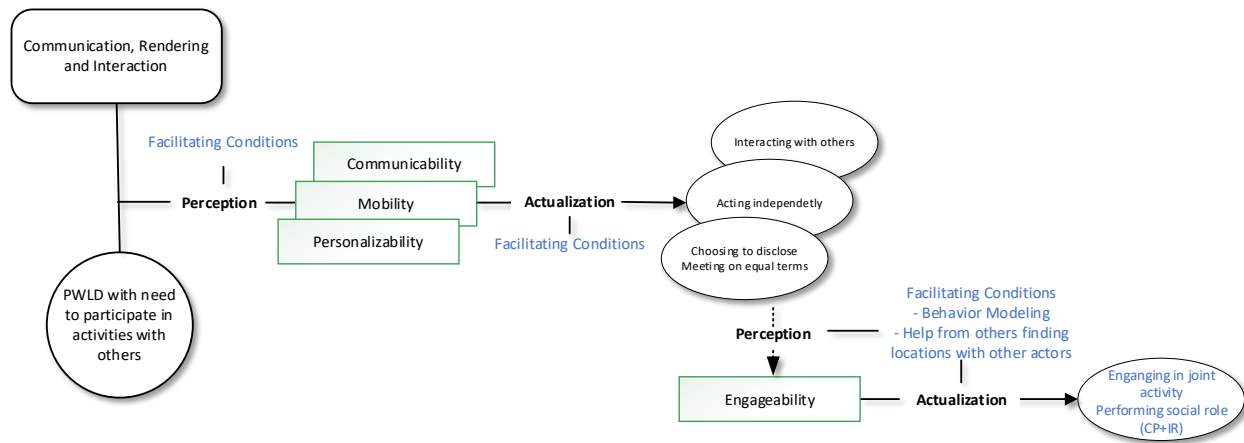 Communication, Rendering
and Interaction
Facilitating Conditions
Perception
Communicability
Mobility
Personalizability
Actualization
Facilitating Conditions
Interacting with others
Acting independetly
Choosing to disclose
Meeting on equal terms
PWLD with need
to participate in
activities with
others
Perception
Facilitating Conditions
- Behavior Modeling
- Help from others finding
locations with other actors
Engageability
Actualization
Enganging in joint
activity
Performing social role
(CP+IR)